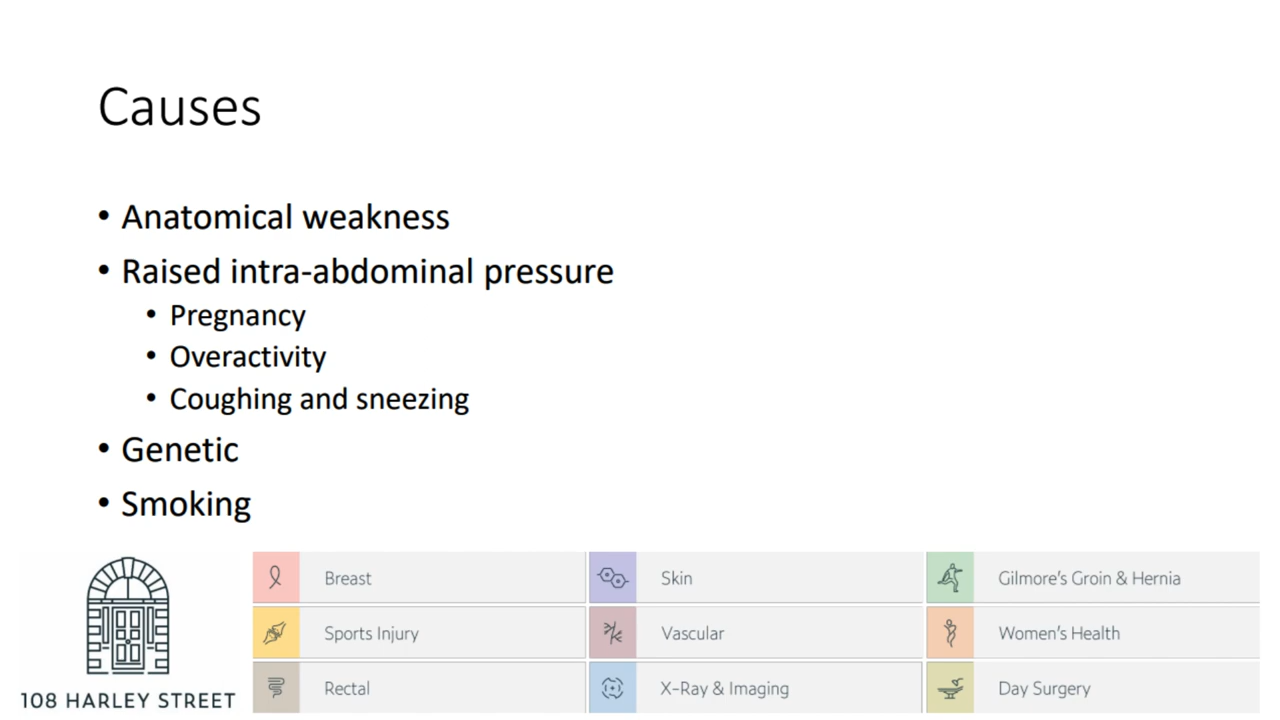 Causes
• Anatomical weakness
• Raised intra-abdominal pressure
• Pregnancy
• Overactivity
• Coughing and sneezing
• Genetic
• Smoking
108 HARLEY STREET
Breast
Skin
Gilmore's Groin & Hernia
Sports Injury
Vascular
Women's Health
Rectal
X-Ray & Imaging
Day Surgery